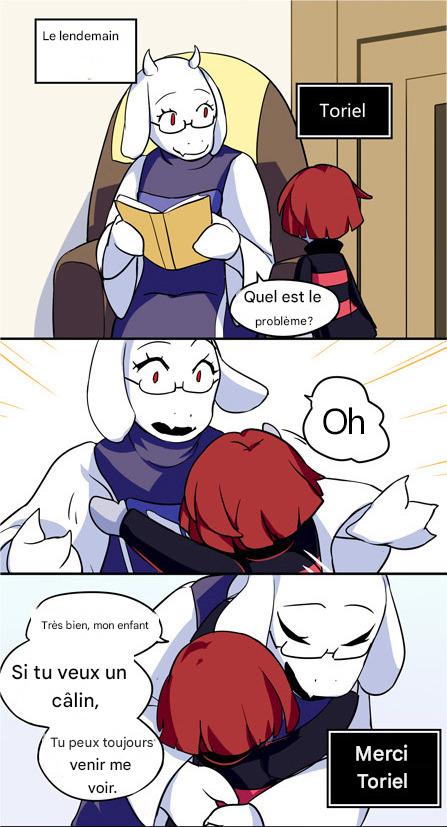 Le lendemain
Toriel
Quel est le
problème?
Oh
Très bien, mon enfant
Si tu veux un
câlin,
Tu peux toujours
venir me
voir.
Merci
Toriel